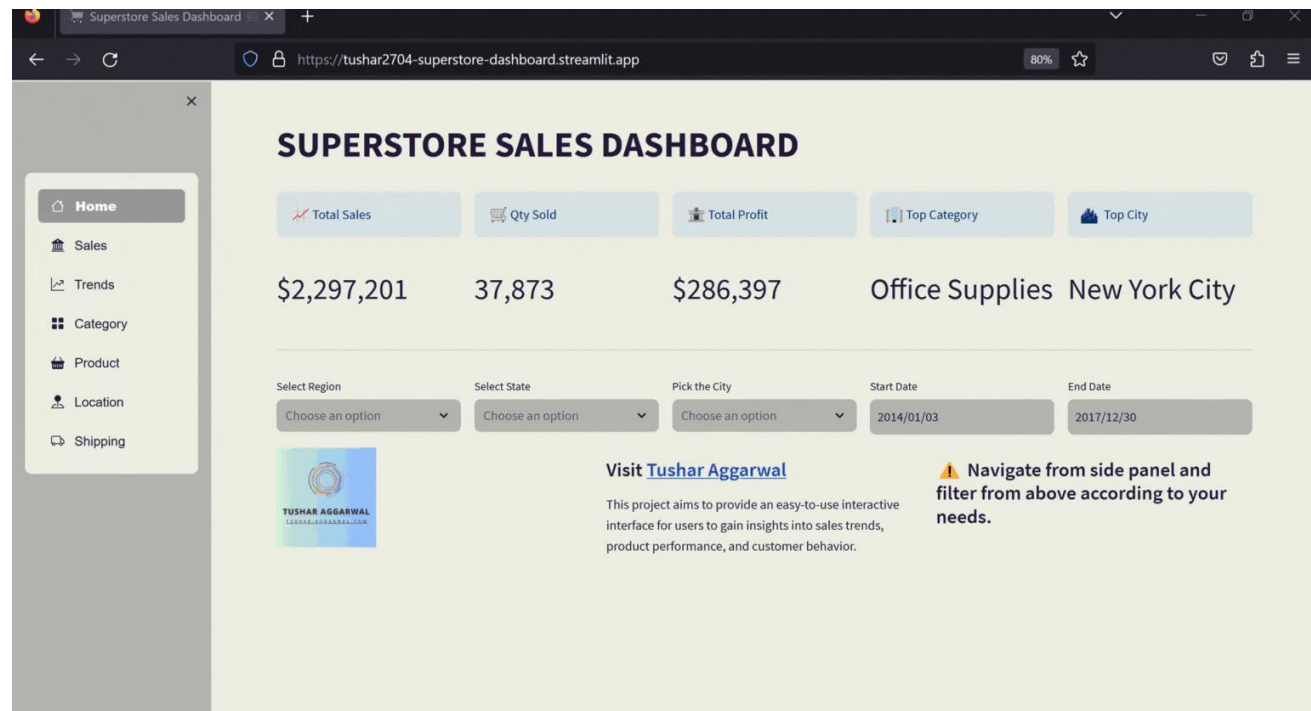 Superstore Sales Dashboard
https://tushar2704-superstore-dashboard.streamlit.app
80%
Home
Sales
Trends
Category
Product
Location
Shipping
SUPERSTORE SALES DASHBOARD
Total Sales
Qty Sold
Total Profit
Top Category
Top City
$2,297,201
37,873
$286,397
Office Supplies
New York City
Select Region
Select State
Pick the City
Start Date
End Date
Choose an option
Choose an option
Choose an option
2014/01/03
2017/12/30
TUSHAR AGGARWAL
Visit Tushar Aggarwal
This project aims to provide an easy-to-use interactive
interface for users to gain insights into sales trends,
product performance, and customer behavior.
Navigate from side panel and
filter from above according to your
needs.